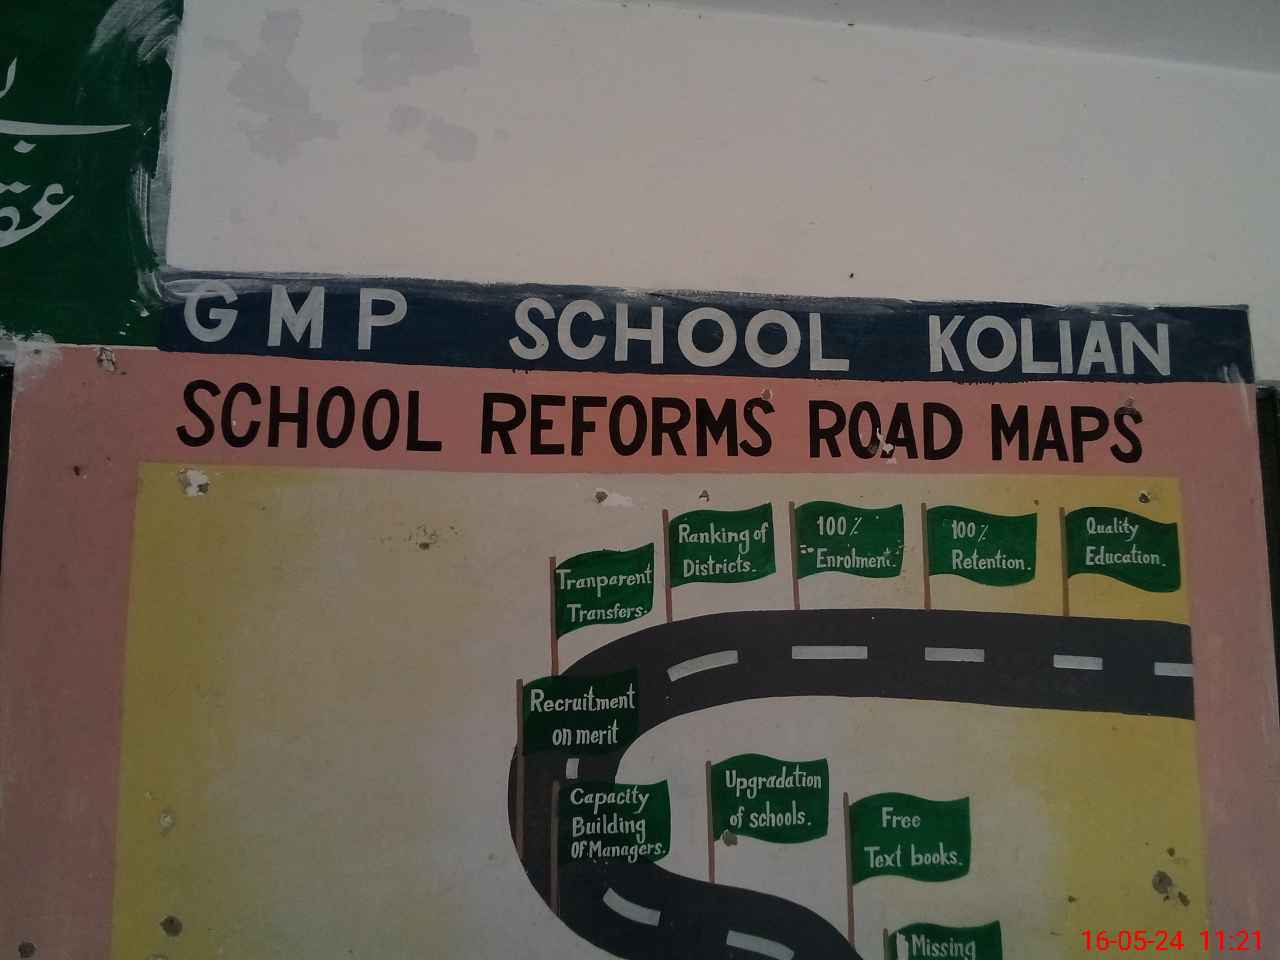 GMP SCHOOL KOLIAN
SCHOOL REFORMS ROAD MAPS
Tranparent
Transfers.
Ranking of
Districts.
100%
Enrolment.
100%
Retention.
Quality
Education.
Recruitment
on merit
Capacity
Building
Of Managers.
Upgradation
of schools.
Free
Text books.
Missing
16-05-24 11:21